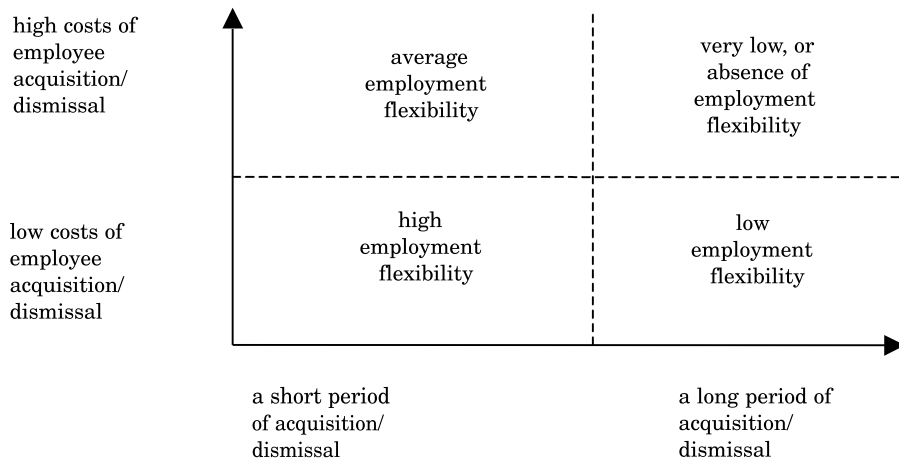 high costs of
employee
acquisition/
dismissal
average
employment
flexibility
very low, or
absence of
employment
flexibility
low costs of
employee
acquisition/
dismissal
high
employment
flexibility
low
employment
flexibility
a short period
of acquisition/
dismissal
a long period of
acquisition/
dismissal